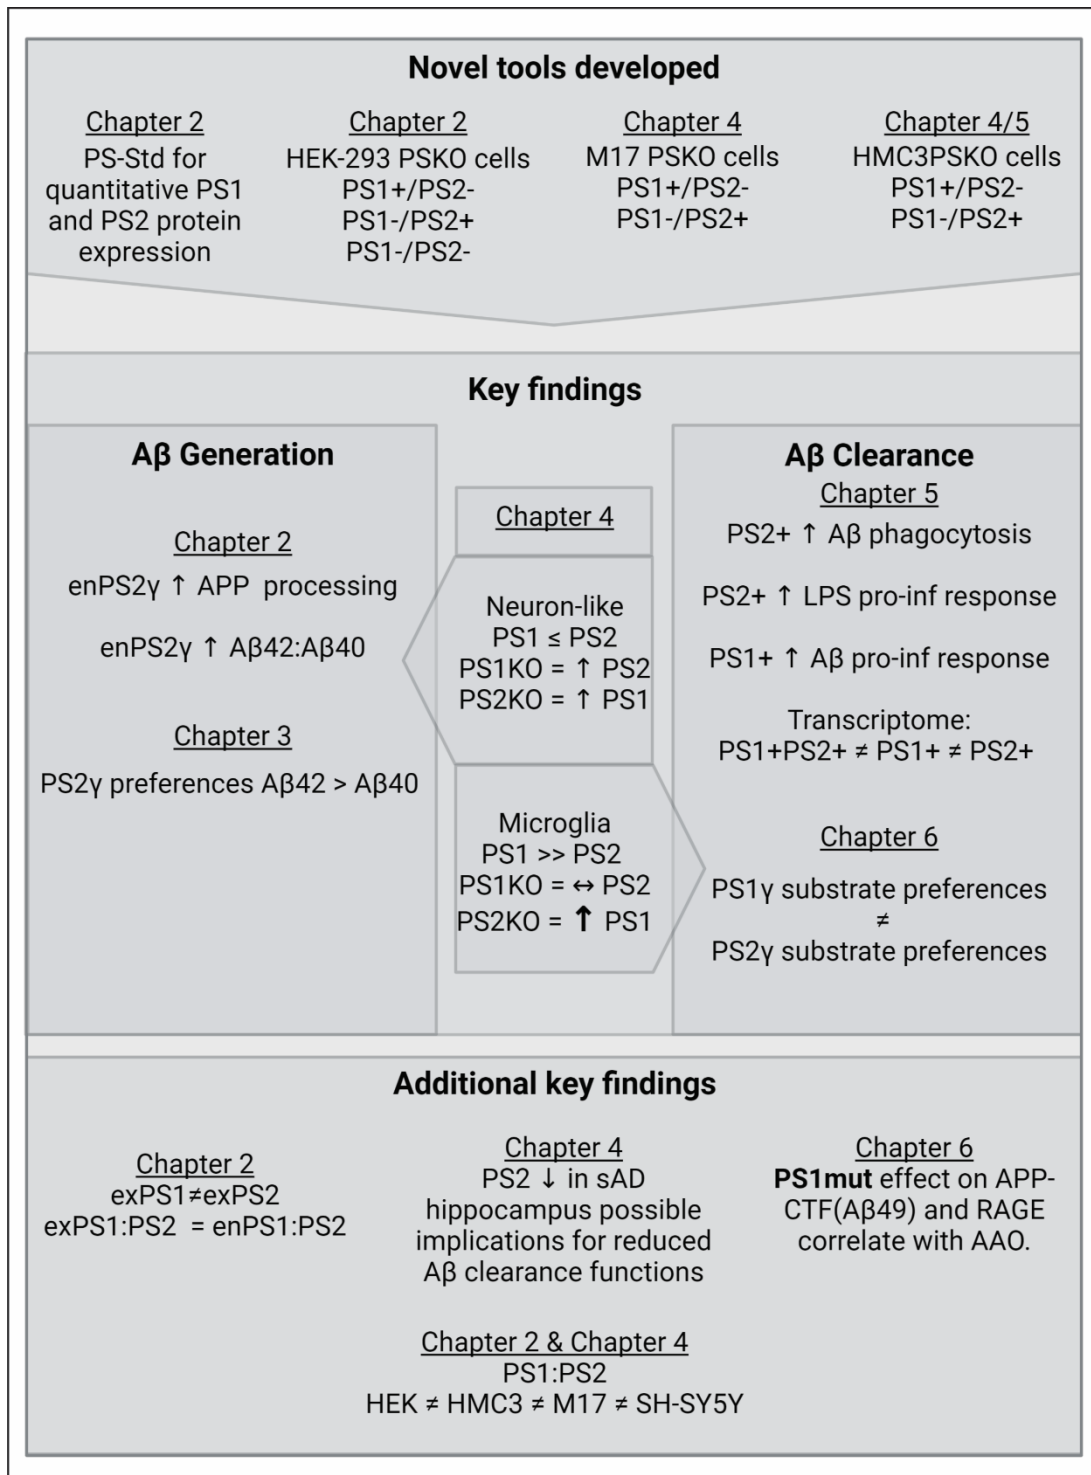 Novel tools developed
Chapter 2
PS-Std for
quantitative PS1
and PS2 protein
expression
Chapter 2
HEK-293 PSKO cells
PS1+/PS2-
PS1-/PS2+
PS1-/PS2-
Chapter 4
M17 PSKO cells
PS1+/PS2-
PS1-/PS2+
Chapter 4/5
HMC3PSKO cells
PS1+/PS2-
PS1-/PS2+
Key findings
Aβ Generation
Chapter 2
enPS2γ ↑ APP processing
enPS2γ ↑ Aβ42:Aβ40
Chapter 3
PS2γ preferences Aβ42 > Aβ40
Chapter 4
Neuron-like
PS1 ≤ PS2
PS1KO = ↑ PS2
PS2KO = ↑ PS1
Microglia
PS1 >> PS2
PS1KO = ↔ PS2
PS2KO = ↑ PS1
Aβ Clearance
Chapter 5
PS2+ ↑ Aβ phagocytosis
PS2+ ↑ LPS pro-inf response
PS1+ ↑ Aβ pro-inf response
Transcriptome:
PS1+PS2+ ≠ PS1+ ≠ PS2+
Chapter 6
PS1γ substrate preferences
≠
PS2γ substrate preferences
Additional key findings
Chapter 2
exPS1≠exPS2
exPS1:PS2 = enPS1:PS2
Chapter 4
PS2 ↓ in sAD
hippocampus possible
implications for reduced
Aβ clearance functions
Chapter 6
PS1mut effect on APP-
CTF(Aβ49) and RAGE
correlate with AAO.
Chapter 2 & Chapter 4
PS1:PS2
HEK ≠ HMC3 ≠ M17 ≠ SH-SY5Y